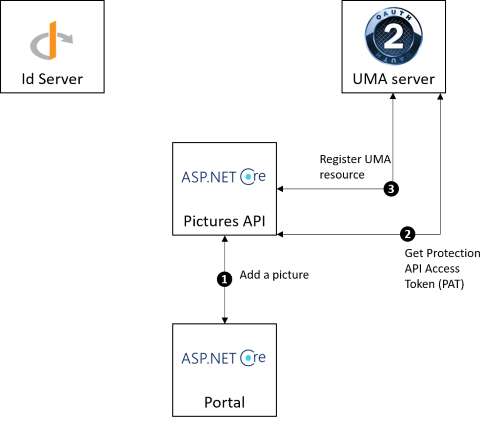 OAUTH
2
OAUTH
Id Server
UMA server
Register UMA
resource
ASP.NET Core
3
Pictures API
2
Get Protection
API Access
Token (PAT)
1
Add a picture
ASP.NET Core
Portal